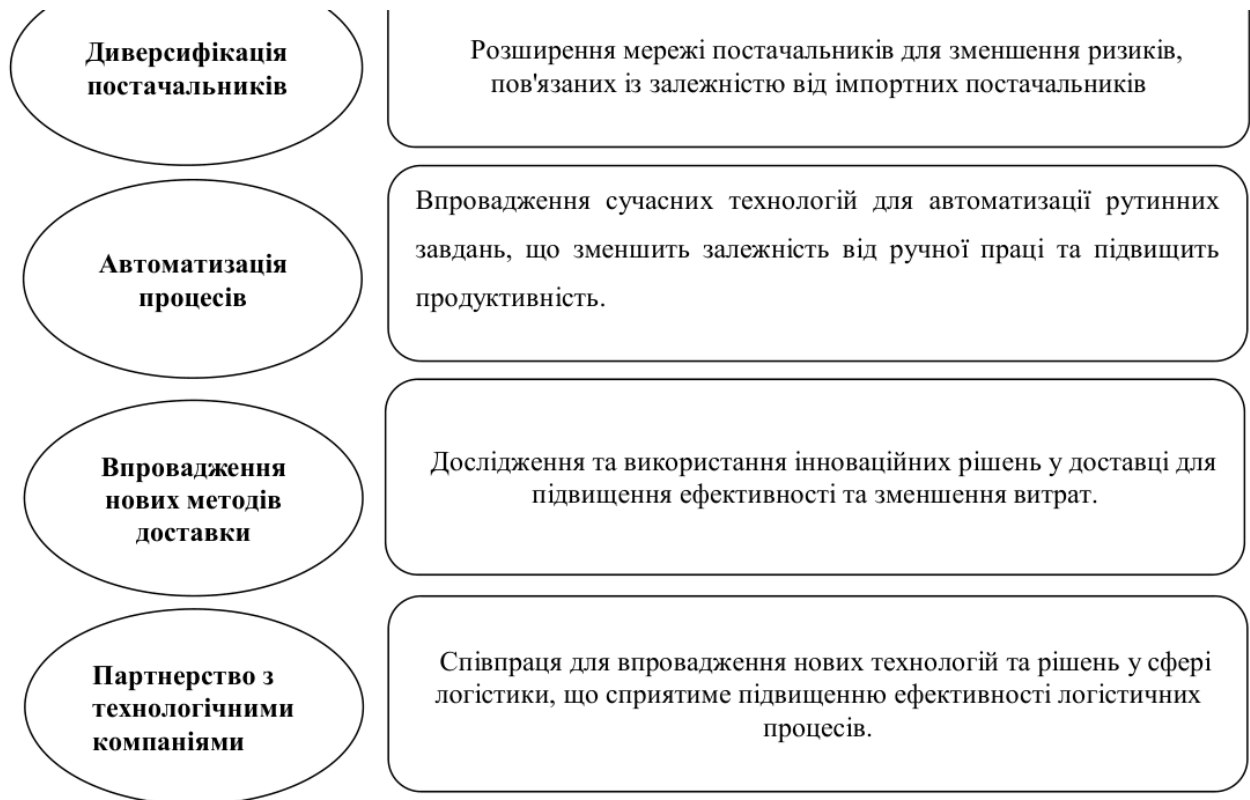 Диверсифікація
постачальників
Розширення мережі постачальників для зменшення ризиків,
пов'язаних із залежністю від імпортних постачальників
Автоматизація
процесів
Впровадження сучасних технологій для автоматизації рутинних
завдань, що зменшить залежність від ручної праці та підвищить
продуктивність.
Впровадження
нових методів
доставки
Дослідження та використання інноваційних рішень у доставці для
підвищення ефективності та зменшення витрат.
Партнерство з
технологічними
компаніями
Співпраця для впровадження нових технологій та рішень у сфері
логістики, що сприятиме підвищенню ефективності логістичних
процесів.